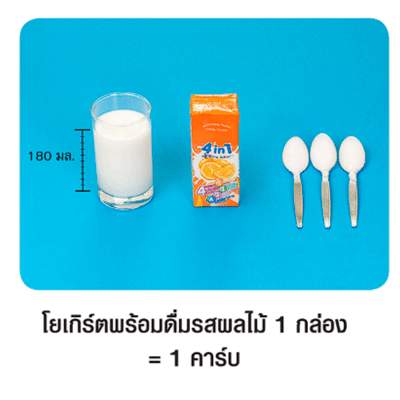 180 มล.
4in1
โยเกิร์ตพร้อมดื่มรสผลไม้ 1 กล่อง
= 1 คาร์บ